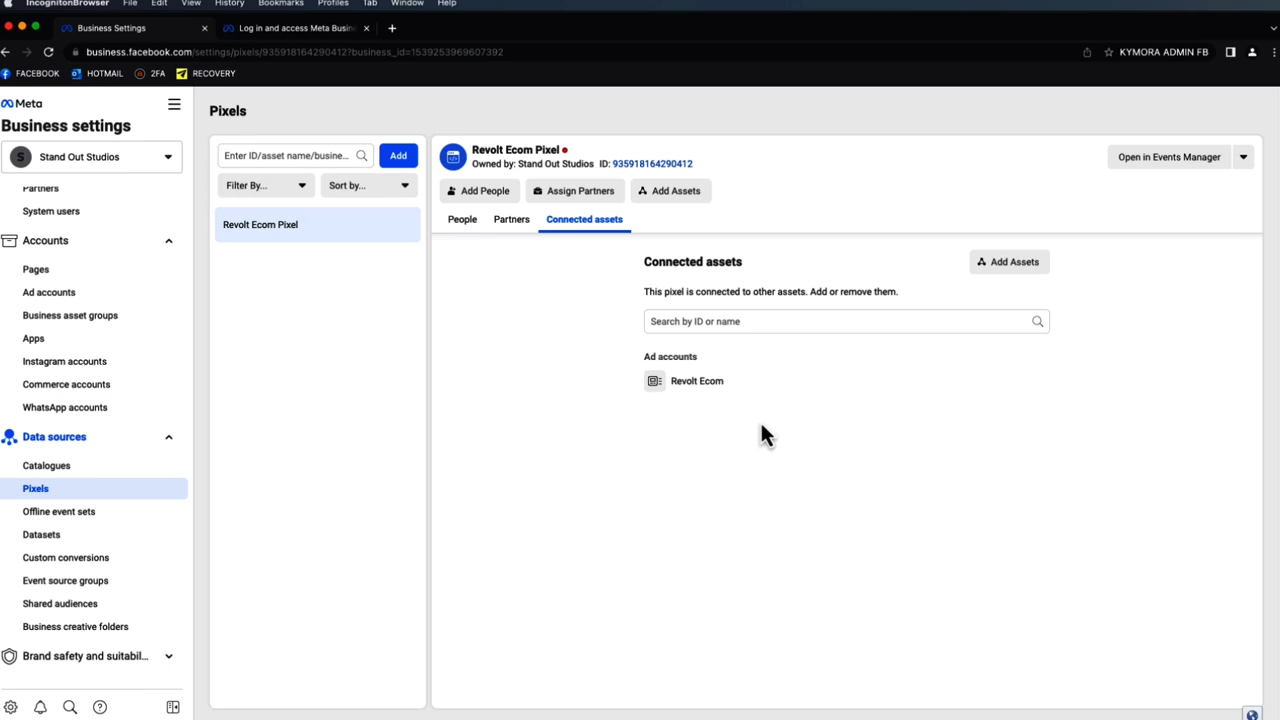 IncognitonBrowser File Edit View History Bookmarks Profiles Tab Window Help
Business Settings
Log in and access Meta Busin
business.facebook.com/settings/pixels/935918164290412?business_id=1539253969607392
KYMORA ADMIN FB
FACEBOOK HOTMAIL 2FA RECOVERY
Meta
Business settings
S Stand Out Studios
Partners
System users
Accounts
Pages
Ad accounts
Business asset groups
Apps
Instagram accounts
Commerce accounts
WhatsApp accounts
Data sources
Catalogues
Pixels
Offline event sets
Datasets
Custom conversions
Event source groups
Shared audiences
Business creative folders
Brand safety and suitabil...
Pixels
Enter ID/asset name/busine... Add
Filter By... Sort by...
Revolt Ecom Pixel
Revolt Ecom Pixel
Owned by: Stand Out Studios ID: 935918164290412
Open in Events Manager
Add People Assign Partners Add Assets
People Partners Connected assets
Connected assets
Add Assets
This pixel is connected to other assets. Add or remove them.
Search by ID or name
Ad accounts
Revolt Ecom